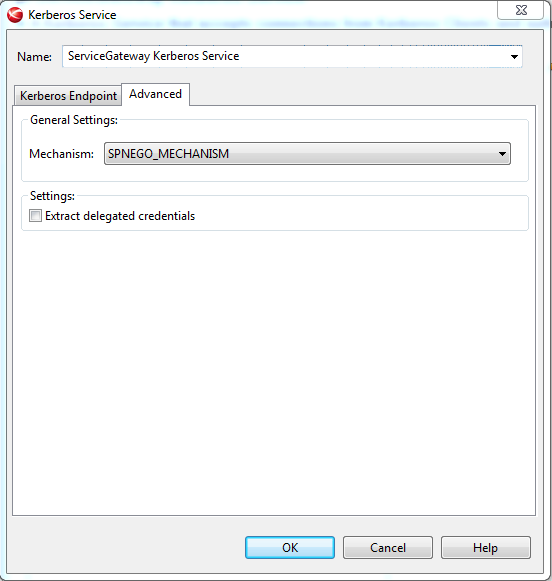 Kerberos Service
Name: ServiceGateway Kerberos Service
Kerberos Endpoint Advanced
General Settings:
Mechanism: SPNEGO_MECHANISM
Settings:
Extract delegated credentials
OK Cancel Help